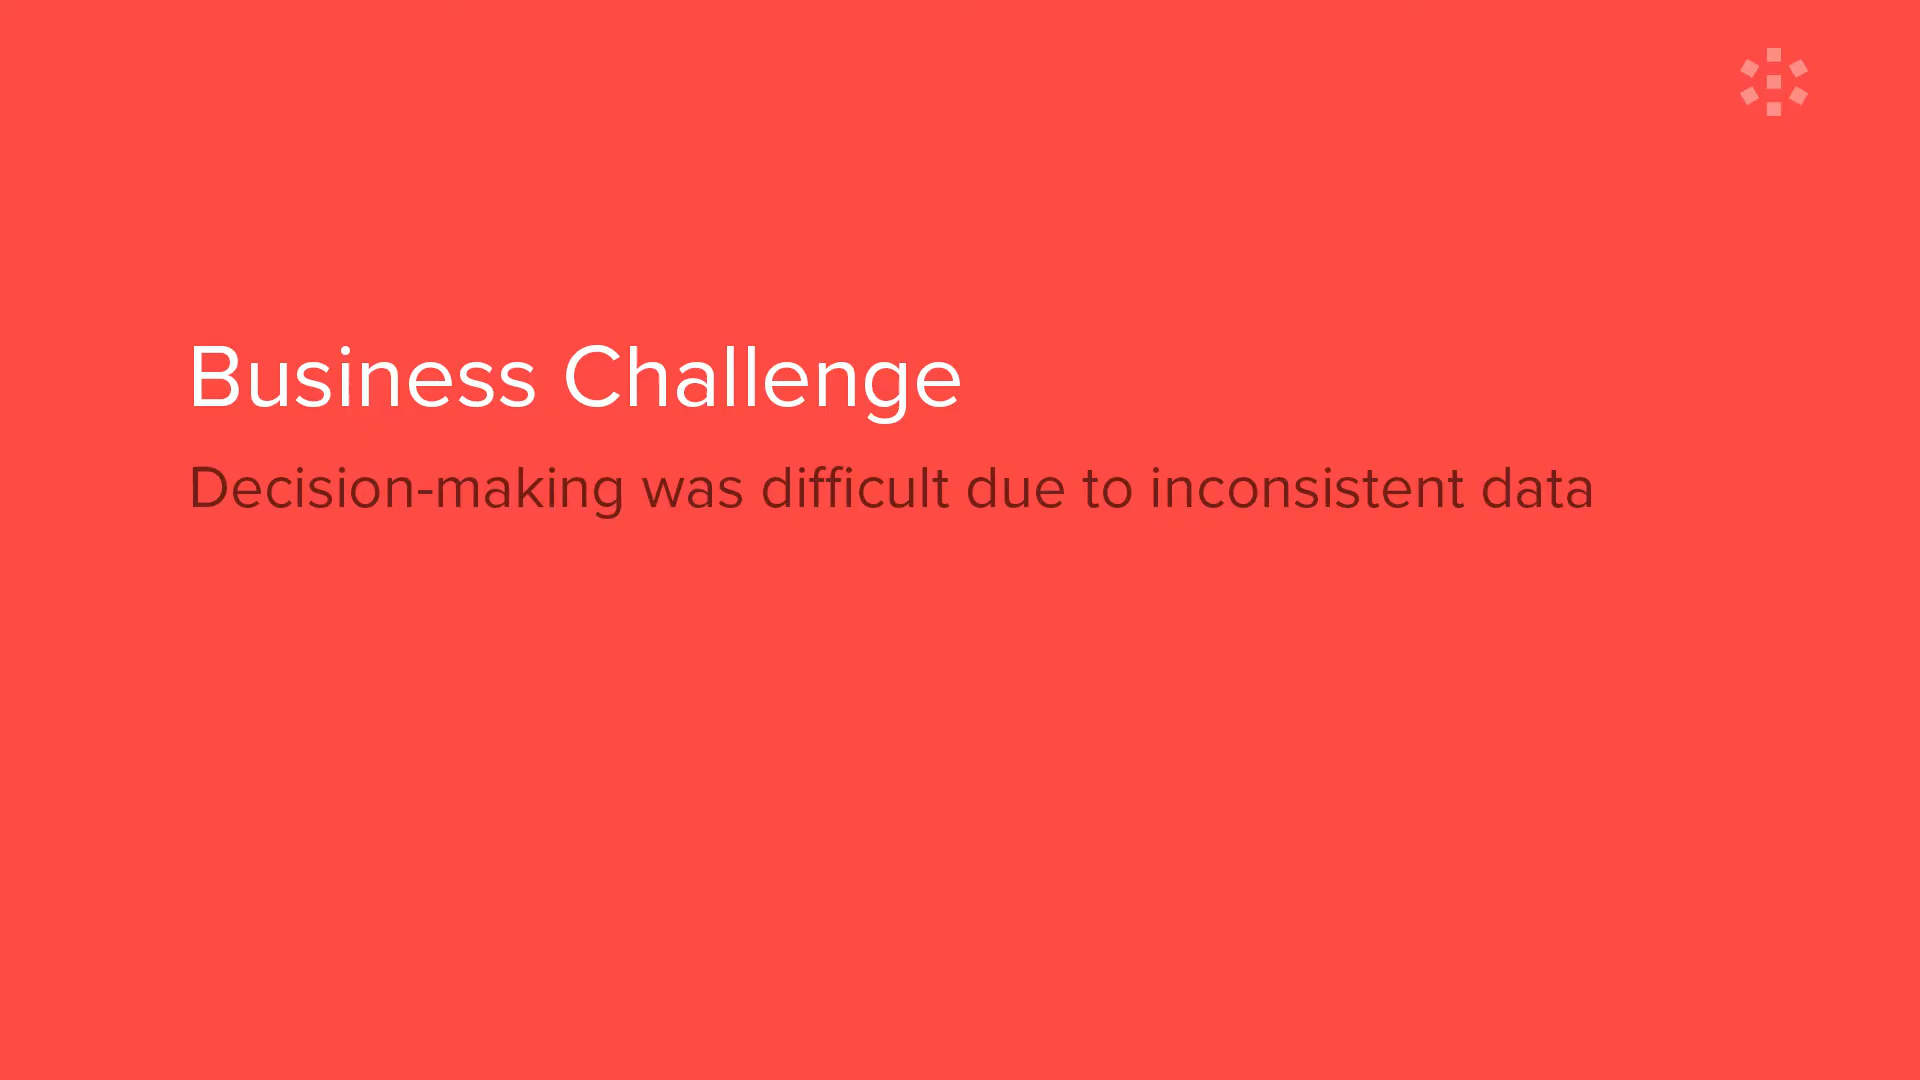 Business Challenge
Decision-making was difficult due to inconsistent data